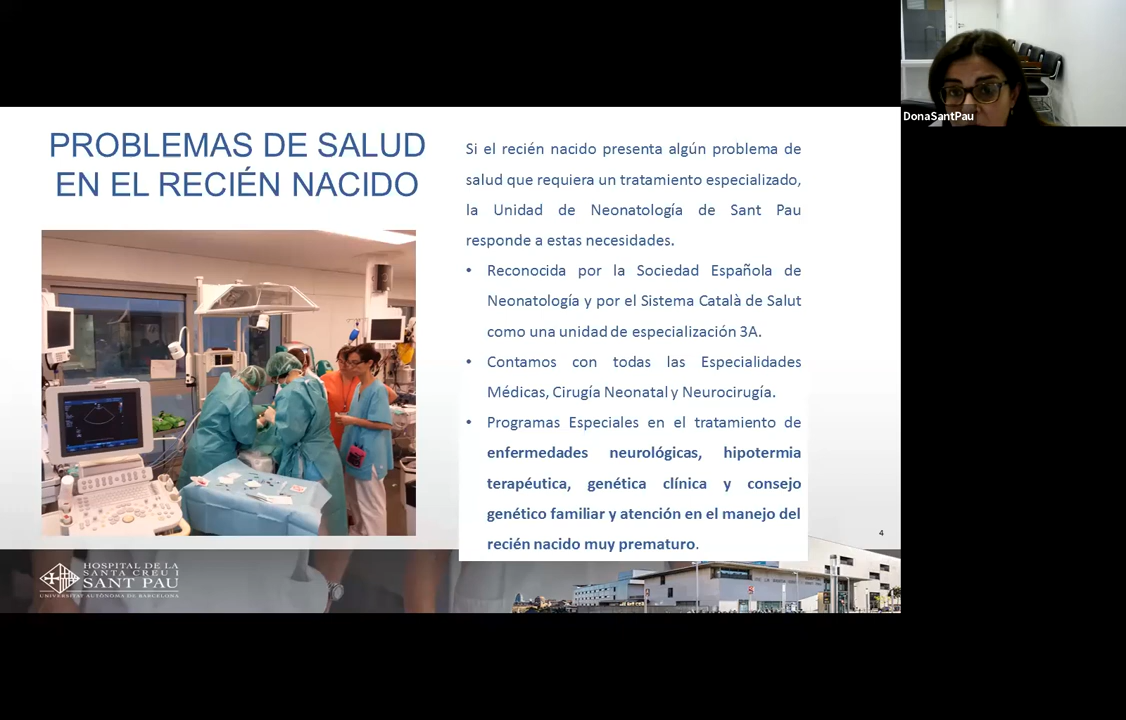 DonaSantPau
PROBLEMAS DE SALUD
EN EL RECIÉN NACIDO
Si el recién nacido presenta algún problema de
salud que requiera un tratamiento especializado,
la Unidad de Neonatología de Sant Pau
responde a estas necesidades.
• Reconocida por la Sociedad Española de
Neonatología y por el Sistema Català de Salut
como una unidad de especialización 3A.
• Contamos con todas las Especialidades
Médicas, Cirugía Neonatal y Neurocirugía.
• Programas Especiales en el tratamiento de
enfermedades neurológicas, hipotermia
terapéutica, genética clínica y consejo
genético familiar y atención en el manejo del
recién nacido muy prematuro.
4
HOSPITAL DE LA
SANTA CREU I
SANT PAU
UNIVERSITAT AUTÒNOMA DE BARCELONA